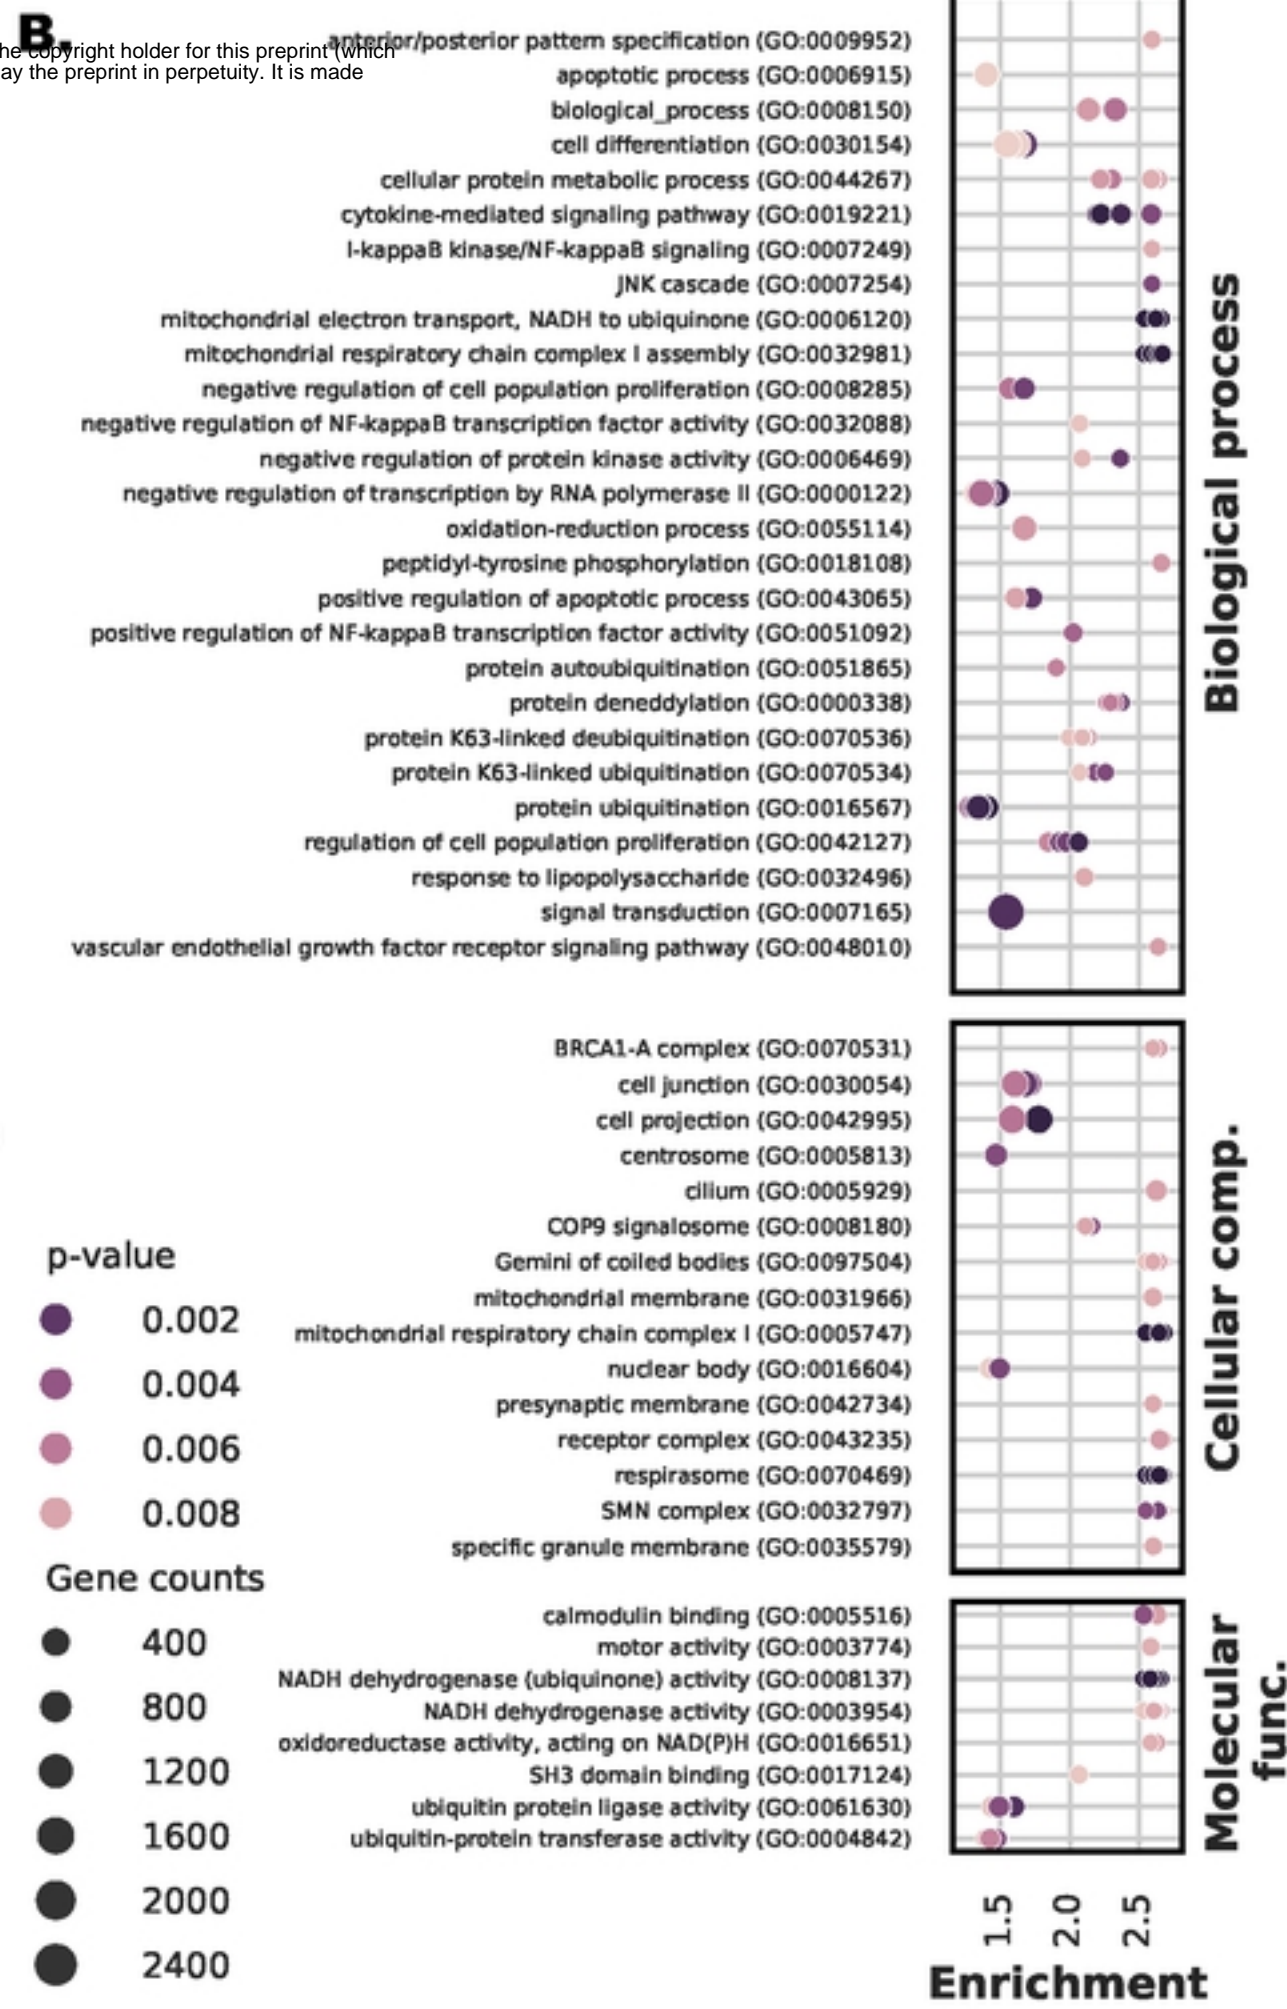 B.
he copyright holder for this preprint (which
ay the preprint in perpetuity. It is made
anterior/posterior pattern specification (GO:0009952)
apoptotic process (GO:0006915)
biological_process (GO:0008150)
cell differentiation (GO:0030154)
cellular protein metabolic process (GO:0044267)
cytokine-mediated signaling pathway (GO:0019221)
I-kappaB kinase/NF-kappaB signaling (GO:0007249)
JNK cascade (GO:0007254)
mitochondrial electron transport, NADH to ubiquinone (GO:0006120)
mitochondrial respiratory chain complex I assembly (GO:0032981)
negative regulation of cell population proliferation (GO:0008285)
negative regulation of NF-kappaB transcription factor activity (GO:0032088)
negative regulation of protein kinase activity (GO:0006469)
negative regulation of transcription by RNA polymerase II (GO:0000122)
oxidation-reduction process (GO:0055114)
peptidyl-tyrosine phosphorylation (GO:0018108)
positive regulation of apoptotic process (GO:0043065)
positive regulation of NF-kappaB transcription factor activity (GO:0051092)
protein autoubiquitination (GO:0051865)
protein deneddylation (GO:0000338)
protein K63-linked deubiquitination (GO:0070536)
protein K63-linked ubiquitination (GO:0070534)
protein ubiquitination (GO:0016567)
regulation of cell population proliferation (GO:0042127)
response to lipopolysaccharide (GO:0032496)
signal transduction (GO:0007165)
vascular endothelial growth factor receptor signaling pathway (GO:0048010)
Biological process
BRCA1-A complex (GO:0070531)
cell junction (GO:0030054)
cell projection (GO:0042995)
centrosome (GO:0005813)
cilium (GO:0005929)
COP9 signalosome (GO:0008180)
Gemini of coiled bodies (GO:0097504)
mitochondrial membrane (GO:0031966)
mitochondrial respiratory chain complex I (GO:0005747)
nuclear body (GO:0016604)
presynaptic membrane (GO:0042734)
receptor complex (GO:0043235)
respirasome (GO:0070469)
SMN complex (GO:0032797)
specific granule membrane (GO:0035579)
Cellular comp.
calmodulin binding (GO:0005516)
motor activity (GO:0003774)
NADH dehydrogenase (ubiquinone) activity (GO:0008137)
NADH dehydrogenase activity (GO:0003954)
oxidoreductase activity, acting on NAD(P)H (GO:0016651)
SH3 domain binding (GO:0017124)
ubiquitin protein ligase activity (GO:0061630)
ubiquitin-protein transferase activity (GO:0004842)
Molecular
func.
p-value
0.002
0.004
0.006
0.008
Gene counts
400
800
1200
1600
2000
2400
1.5
2.0
2.5
Enrichment